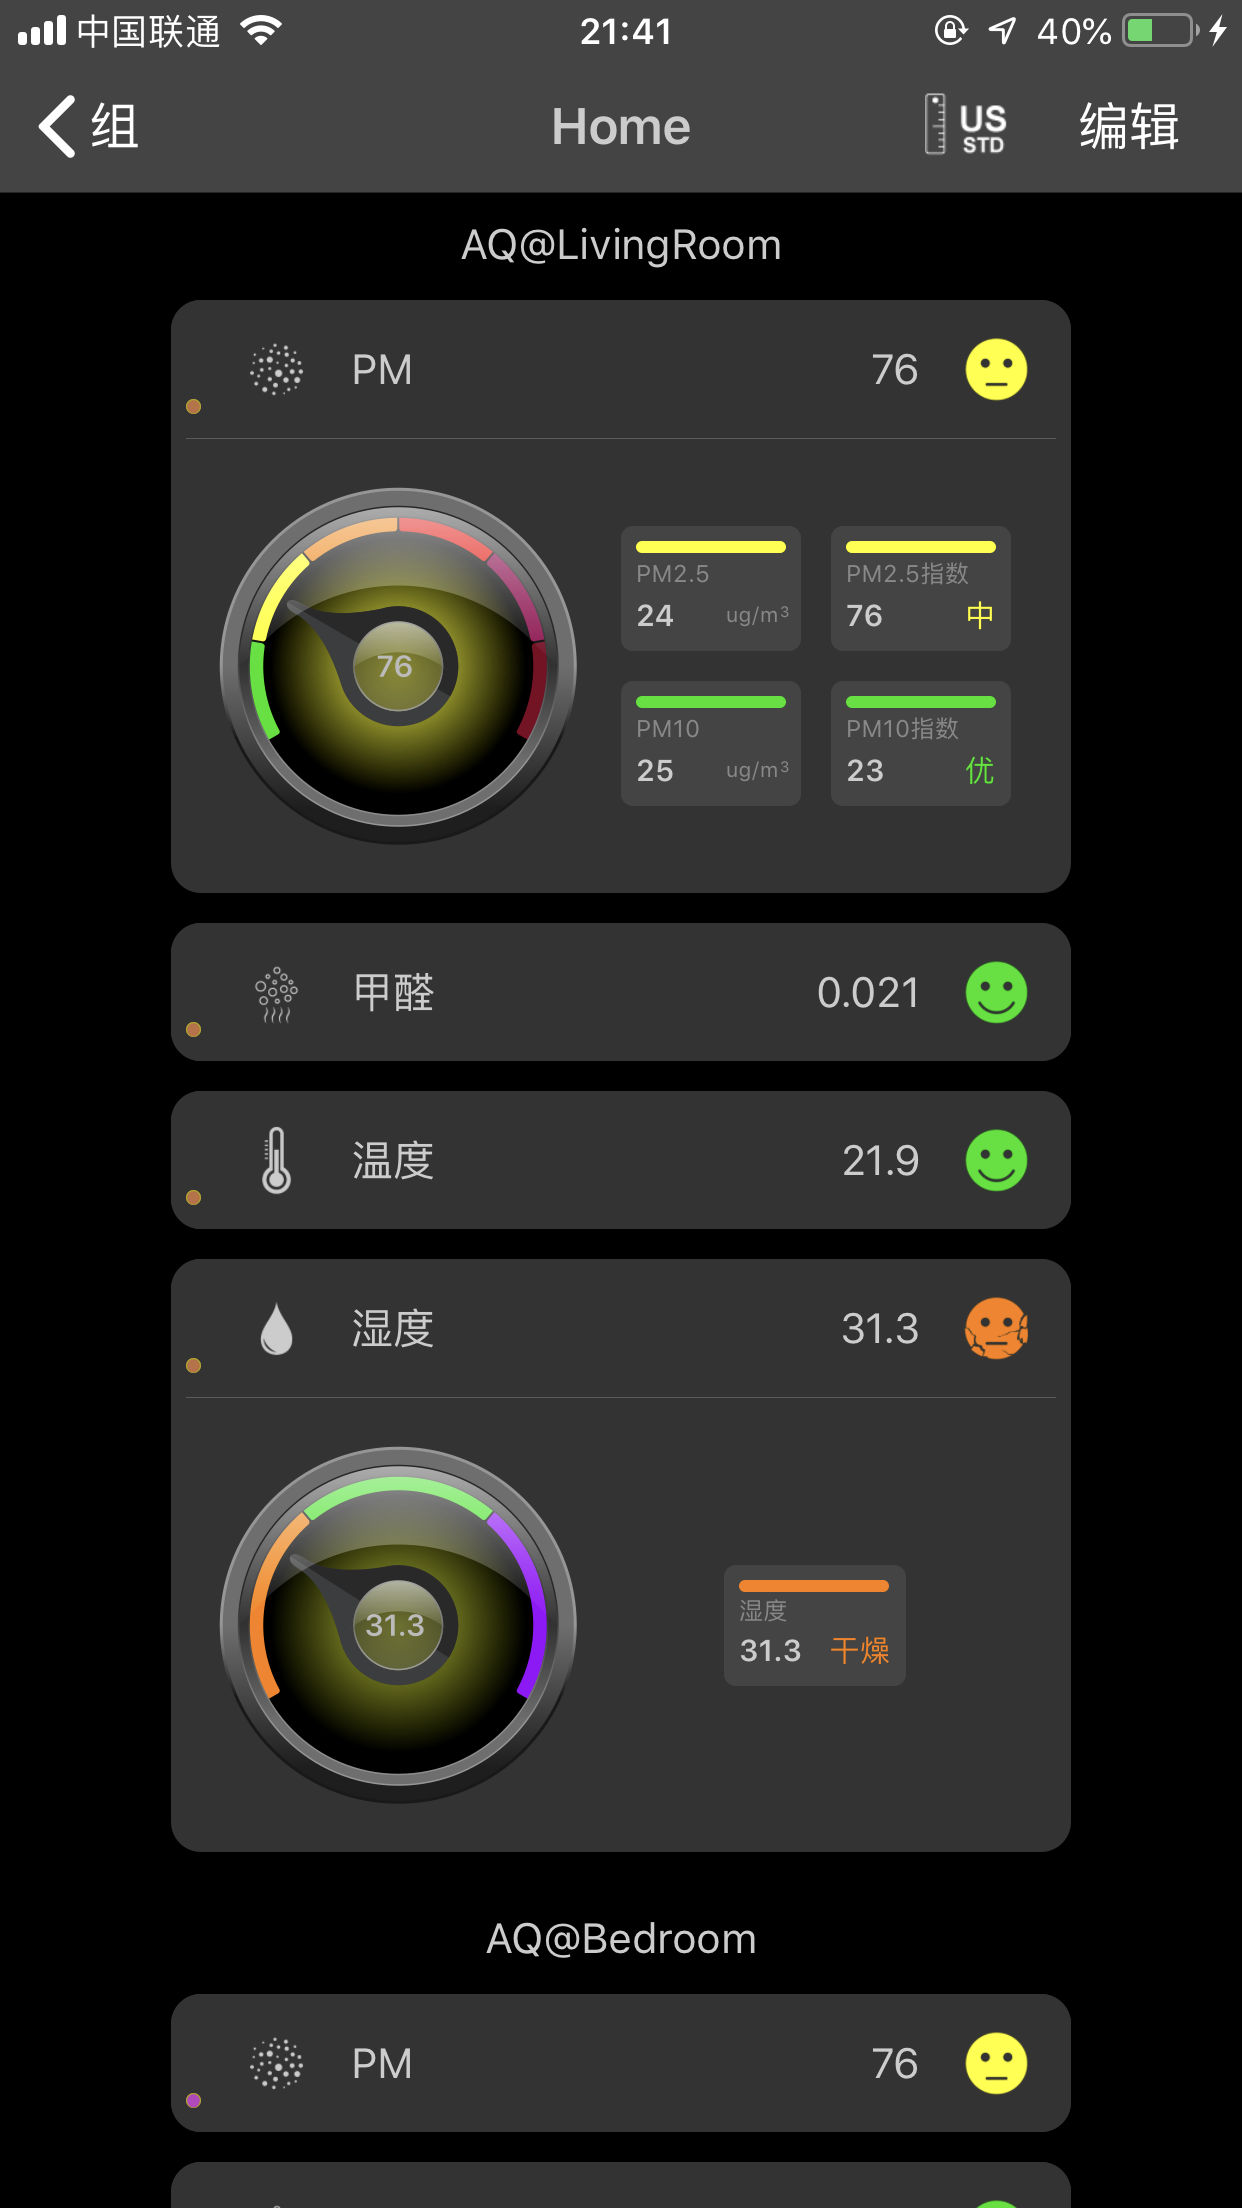 中国联通 21:41 40%
组 Home US STD 编辑
AQ@LivingRoom
PM 76
76
PM2.5
24 ug/m³
PM2.5指数
76 中
PM10
25 ug/m³
PM10指数
23 优
甲醛 0.021
温度 21.9
湿度 31.3
31.3
湿度
31.3 干燥
AQ@Bedroom
PM 76